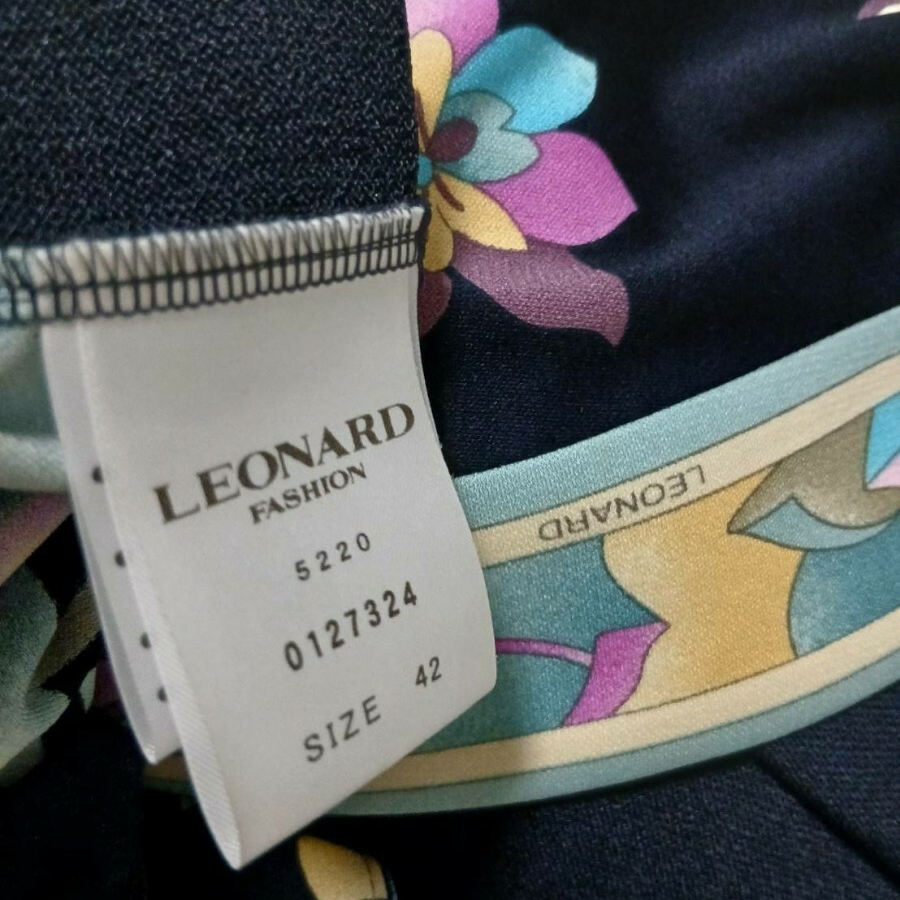 LEONARD
FASHION
5220
0127324
SIZE 42
LEONARD